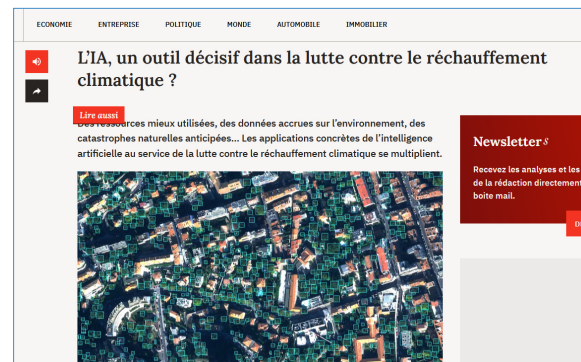 ECONOMIE ENTREPRISE POLITIQUE MONDE AUTOMOBILE IMMOBILIER
L’IA, un outil décisif dans la lutte contre le réchauffement
climatique ?
Lire aussi
Des ressources mieux utilisées, des données accrues sur l’environnement, des
catastrophes naturelles anticipées... Les applications concrètes de l’intelligence
artificielle au service de la lutte contre le réchauffement climatique se multiplient.
Newsletters
Recevez les analyses et les
de la rédaction directement
boite mail.